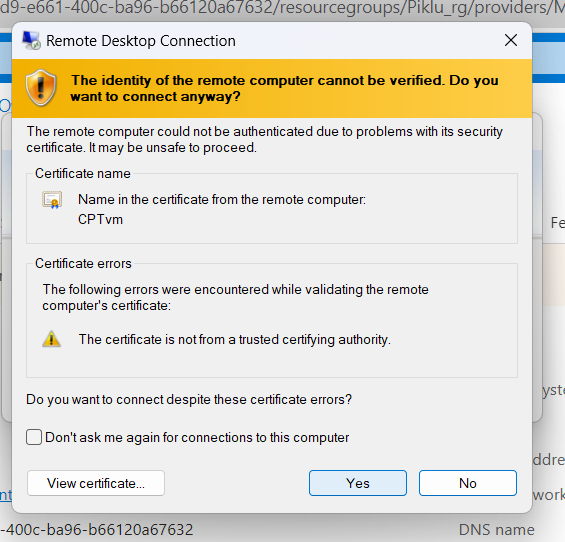 d9-e661-400c-ba96-b66120a67632/resourcegroups/Piklu_rg/providers/M
Remote Desktop Connection
The identity of the remote computer cannot be verified. Do you
want to connect anyway?
The remote computer could not be authenticated due to problems with its security
certificate. It may be unsafe to proceed.
Certificate name
Name in the certificate from the remote computer:
CPTvm
Fe
Certificate errors
The following errors were encountered while validating the remote
computer's certificate:
The certificate is not from a trusted certifying authority.
yste
Do you want to connect despite these certificate errors?
Don't ask me again for connections to this computer
ddre
View certificate...
Yes
No
nt
work
-400c-ba96-b66120a67632
DNS name